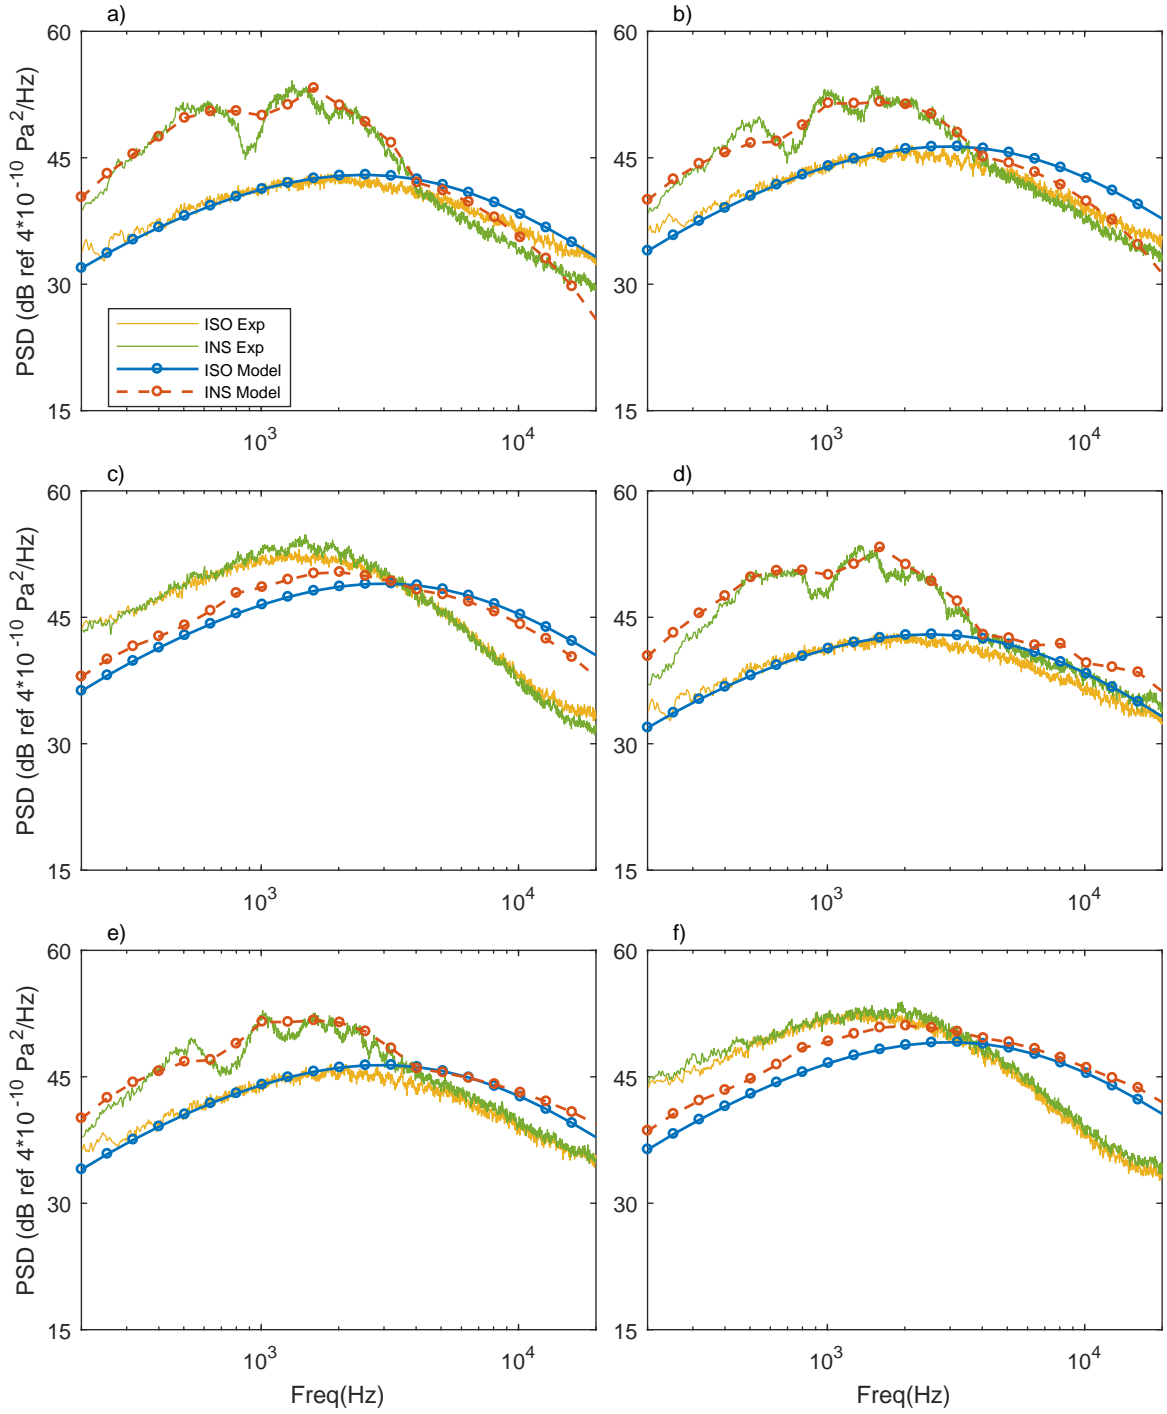 a)
60
45
30
15
PSD (dB ref 4*10^-10 Pa^2/Hz)
ISO Exp
INS Exp
ISO Model
INS Model
10^3 10^4
b)
60
45
30
15
10^3 10^4
c)
60
45
30
15
PSD (dB ref 4*10^-10 Pa^2/Hz)
10^3 10^4
d)
60
45
30
15
10^3 10^4
e)
60
45
30
15
PSD (dB ref 4*10^-10 Pa^2/Hz)
10^3 10^4
Freq(Hz)
f)
60
45
30
15
10^3 10^4
Freq(Hz)